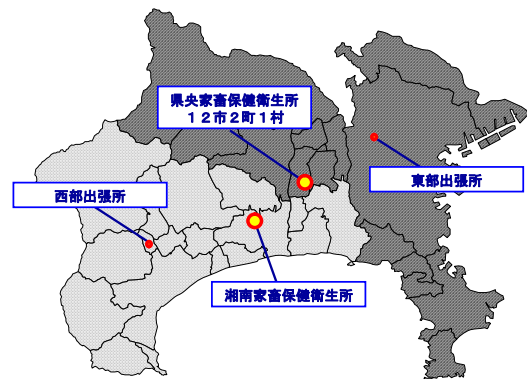 県央家畜保健衛生所
１２市２町１村
西部出張所
東部出張所
湘南家畜保健衛生所